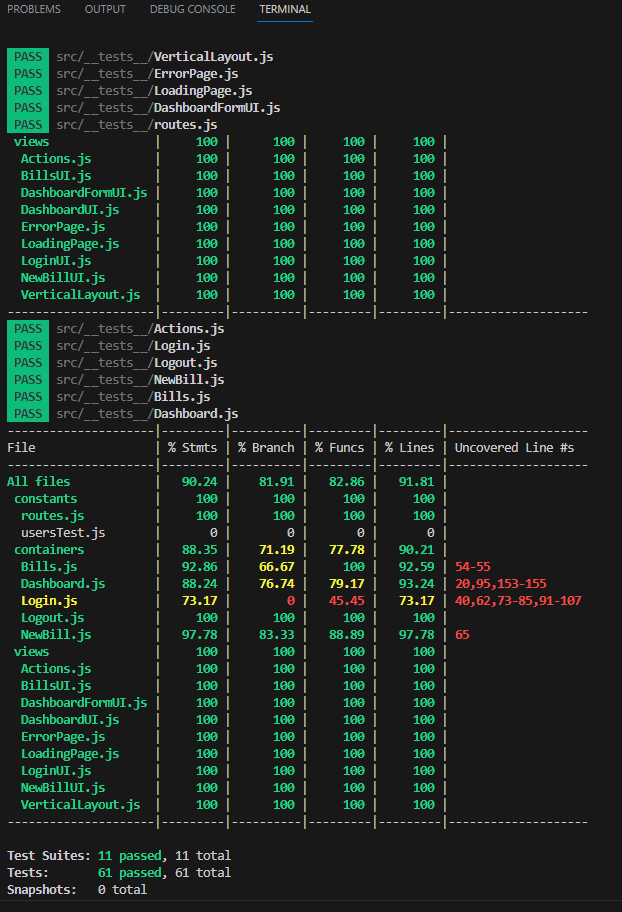 PROBLEMS OUTPUT DEBUG CONSOLE TERMINAL
PASS src/__tests__/VerticalLayout.js
PASS src/__tests__/ErrorPage.js
PASS src/__tests__/LoadingPage.js
PASS src/__tests__/DashboardFormUI.js
PASS src/__tests__/routes.js
 views | 100 | 100 | 100 | 100 |
  Actions.js | 100 | 100 | 100 | 100 |
  BillsUI.js | 100 | 100 | 100 | 100 |
  DashboardFormUI.js | 100 | 100 | 100 | 100 |
  DashboardUI.js | 100 | 100 | 100 | 100 |
  ErrorPage.js | 100 | 100 | 100 | 100 |
  LoadingPage.js | 100 | 100 | 100 | 100 |
  LoginUI.js | 100 | 100 | 100 | 100 |
  NewBillUI.js | 100 | 100 | 100 | 100 |
  VerticalLayout.js | 100 | 100 | 100 | 100 |
---------------------|---------|----------|---------|---------|--------------------
PASS src/__tests__/Actions.js
PASS src/__tests__/Login.js
PASS src/__tests__/Logout.js
PASS src/__tests__/NewBill.js
PASS src/__tests__/Bills.js
PASS src/__tests__/Dashboard.js
---------------------|---------|----------|---------|---------|--------------------
File | % Stmts | % Branch | % Funcs | % Lines | Uncovered Line #s
---------------------|---------|----------|---------|---------|--------------------
All files | 90.24 | 81.91 | 82.86 | 91.81 |
 constants | 100 | 100 | 100 | 100 |
  routes.js | 100 | 100 | 100 | 100 |
  usersTest.js | 0 | 0 | 0 | 0 |
 containers | 88.35 | 71.19 | 77.78 | 90.21 |
  Bills.js | 92.86 | 66.67 | 100 | 92.59 | 54-55
  Dashboard.js | 88.24 | 76.74 | 79.17 | 93.24 | 20,95,153-155
  Login.js | 73.17 | 0 | 45.45 | 73.17 | 40,62,73-85,91-107
  Logout.js | 100 | 100 | 100 | 100 |
  NewBill.js | 97.78 | 83.33 | 88.89 | 97.78 | 65
 views | 100 | 100 | 100 | 100 |
  Actions.js | 100 | 100 | 100 | 100 |
  BillsUI.js | 100 | 100 | 100 | 100 |
  DashboardFormUI.js | 100 | 100 | 100 | 100 |
  DashboardUI.js | 100 | 100 | 100 | 100 |
  ErrorPage.js | 100 | 100 | 100 | 100 |
  LoadingPage.js | 100 | 100 | 100 | 100 |
  LoginUI.js | 100 | 100 | 100 | 100 |
  NewBillUI.js | 100 | 100 | 100 | 100 |
  VerticalLayout.js | 100 | 100 | 100 | 100 |
---------------------|---------|----------|---------|---------|--------------------
Test Suites: 11 passed, 11 total
Tests: 61 passed, 61 total
Snapshots: 0 total